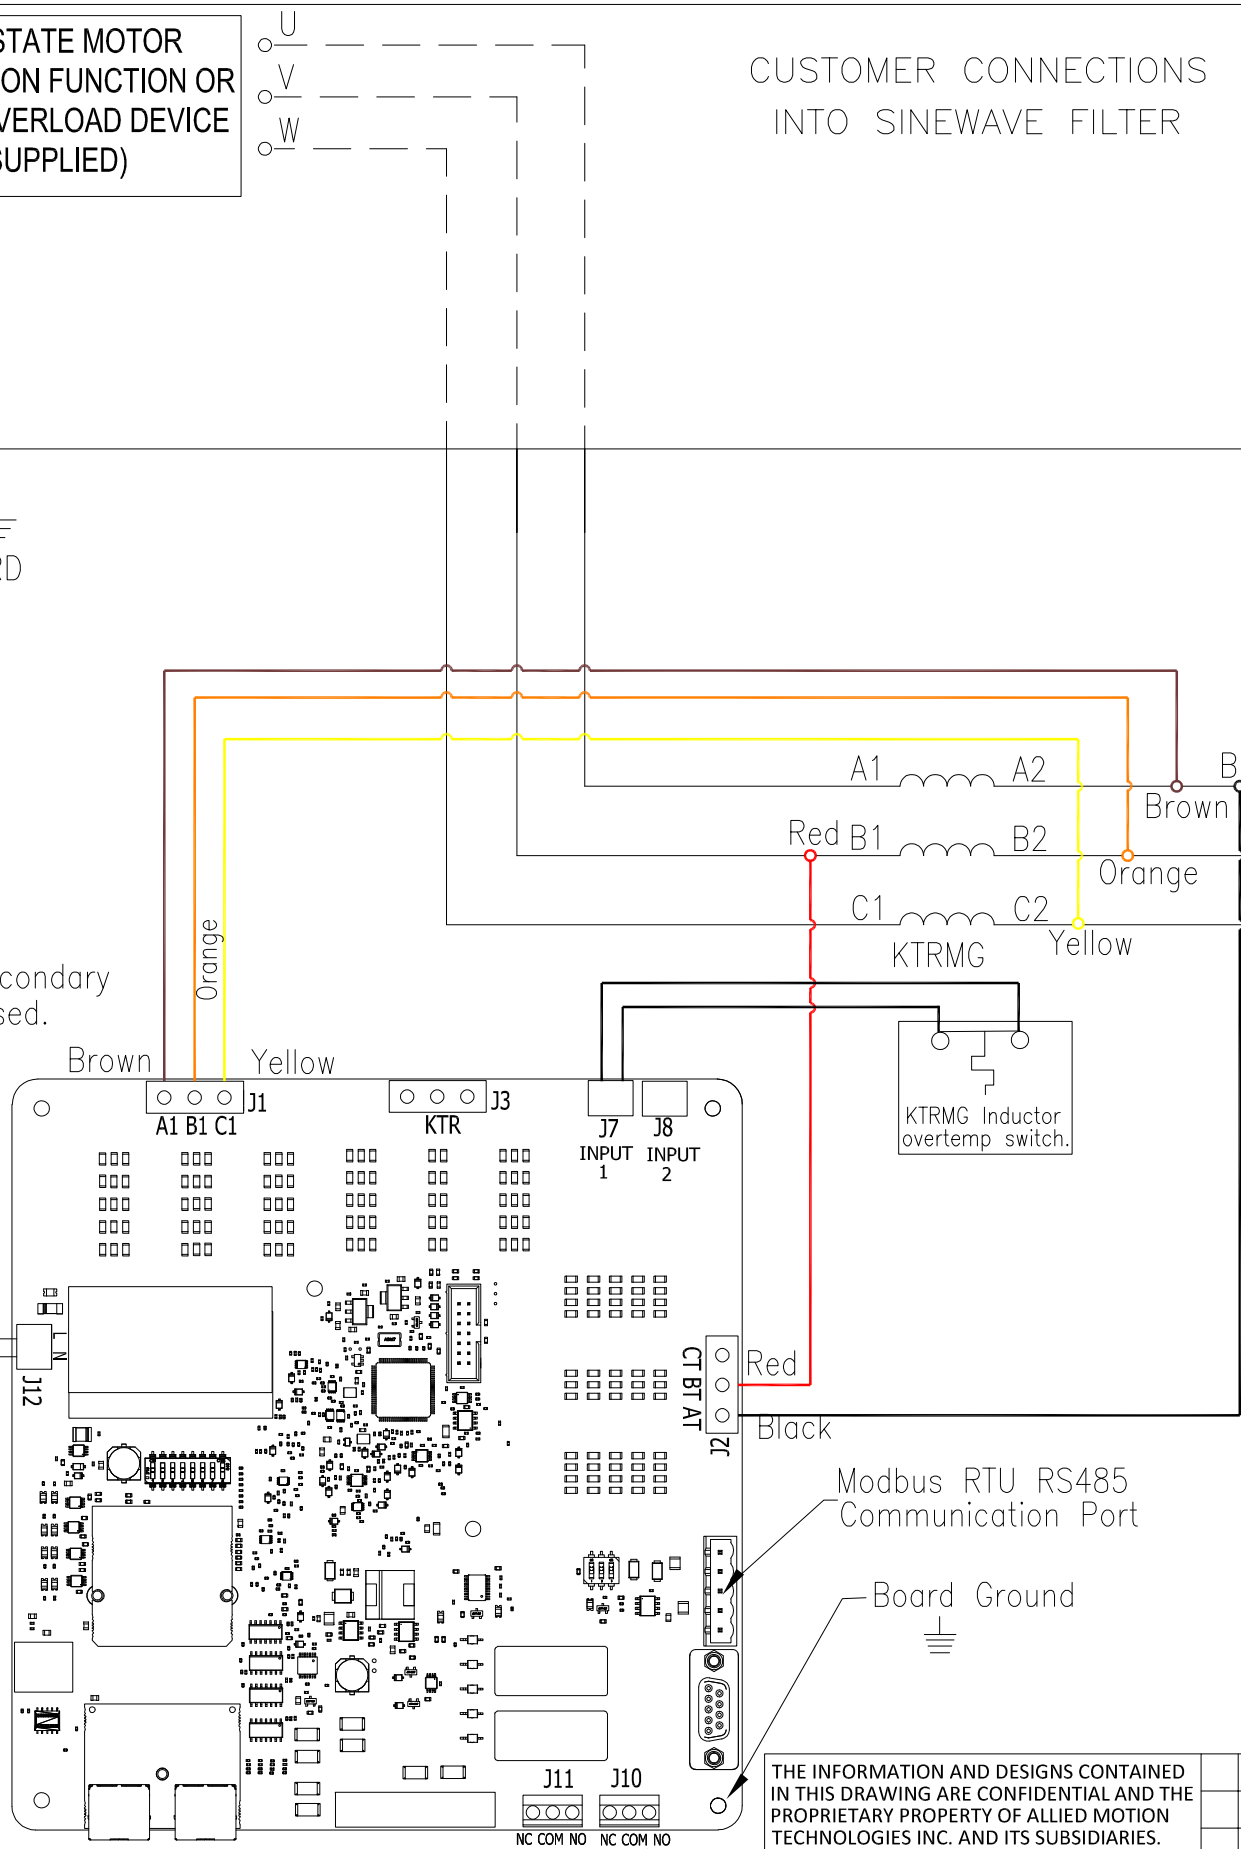 STATE MOTOR
ON FUNCTION OR
VERLOAD DEVICE
SUPPLIED)
U
V
W
CUSTOMER CONNECTIONS
INTO SINEWAVE FILTER
RD
A1 A2
B
Brown
Red B1 B2
Orange
C1 C2
Yellow
KTRMG
Orange
condary
sed.
Brown
Yellow
KTRMG Inductor
overtemp switch.
J1
A1 B1 C1
J3
KTR
J7
INPUT
1
J8
INPUT
2
L
N
J12
CT BT AT
J2
Red
Black
Modbus RTU RS485
Communication Port
Board Ground
J11 J10
NC COM NO NC COM NO
THE INFORMATION AND DESIGNS CONTAINED
IN THIS DRAWING ARE CONFIDENTIAL AND THE
PROPRIETARY PROPERTY OF ALLIED MOTION
TECHNOLOGIES INC. AND ITS SUBSIDIARIES.